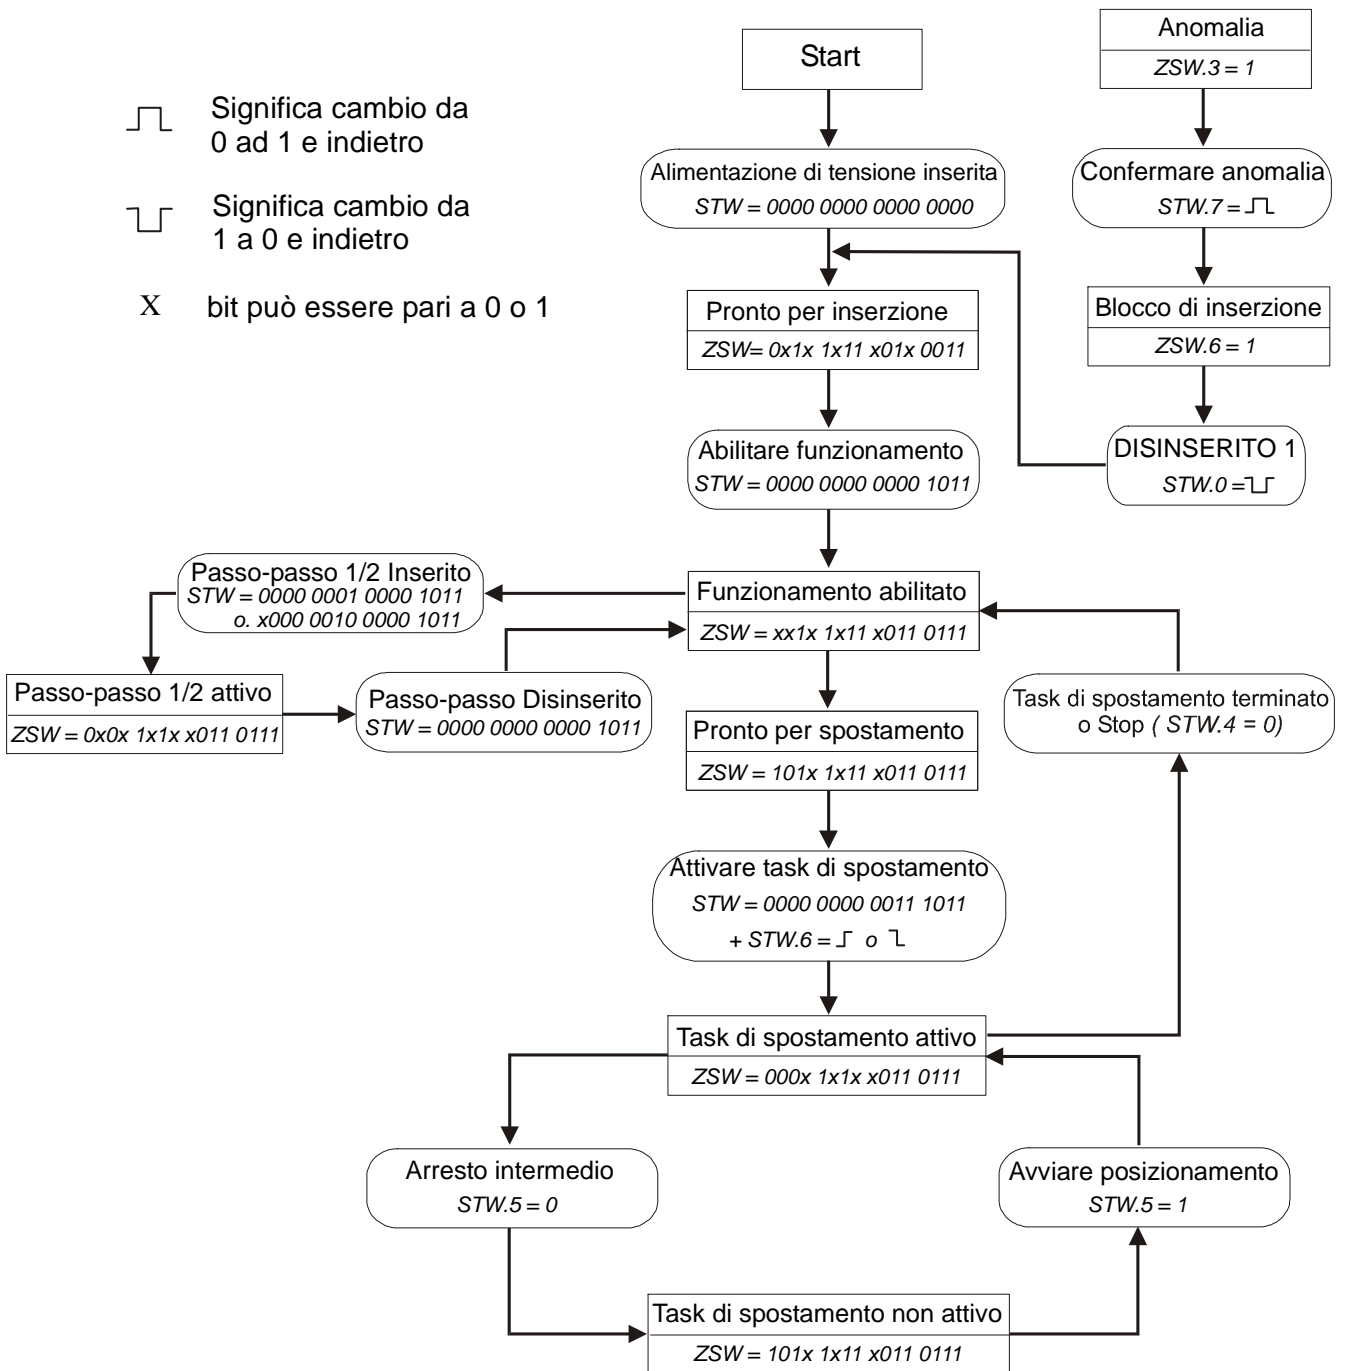 Significa cambio da
0 ad 1 e indietro
Significa cambio da
1 a 0 e indietro
X bit può essere pari a 0 o 1
Start
Alimentazione di tensione inserita
STW = 0000 0000 0000 0000
Pronto per inserzione
ZSW= 0x1x 1x11 x01x 0011
Abilitare funzionamento
STW = 0000 0000 0000 1011
Anomalia
ZSW.3 = 1
Confermare anomalia
STW.7 =
Blocco di inserzione
ZSW.6 = 1
DISINSERITO 1
STW.0 =
Funzionamento abilitato
ZSW = xx1x 1x11 x011 0111
Passo-passo 1/2 Inserito
STW = 0000 0001 0000 1011
o. x000 0010 0000 1011
Passo-passo 1/2 attivo
ZSW = 0x0x 1x1x x011 0111
Passo-passo Disinserito
STW = 0000 0000 0000 1011
Pronto per spostamento
ZSW = 101x 1x11 x011 0111
Task di spostamento terminato
o Stop ( STW.4 = 0)
Attivare task di spostamento
STW = 0000 0000 0011 1011
+ STW.6 = o
Task di spostamento attivo
ZSW = 000x 1x1x x011 0111
Arresto intermedio
STW.5 = 0
Avviare posizionamento
STW.5 = 1
Task di spostamento non attivo
ZSW = 101x 1x11 x011 0111